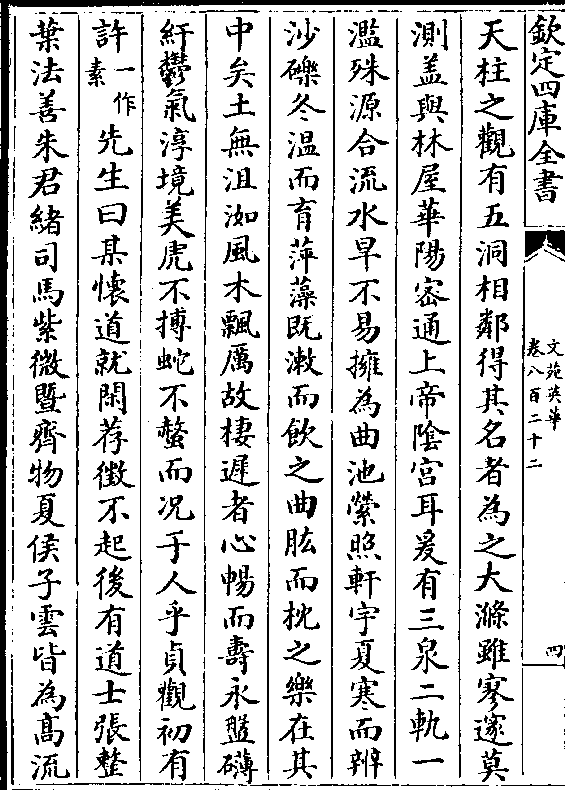 欽定四庫全書
文苑英華
卷八百二十二
四
天柱之觀有五洞相鄰得其名者為之大滌雖寥邃莫
測盖與林屋華陽宻通上帝隂宫耳爰有三泉二軌一
濫殊源合流水旱不易擁為曲池縈照軒宇夏寒而辨
沙礫冬温而育萍藻既漱而飲之曲肱而枕之樂在其
中矣土無沮洳風木飄厲故棲遲者心暢而壽永盤礴
紆鬱氣淳境美虎不搏蛇不螫而况于人乎貞觀初有
許一作素先生曰某懷道就閑荐徵不起後有道士張整
葉法善朱君緒司馬紫微暨齊物夏侯子雲皆為髙流